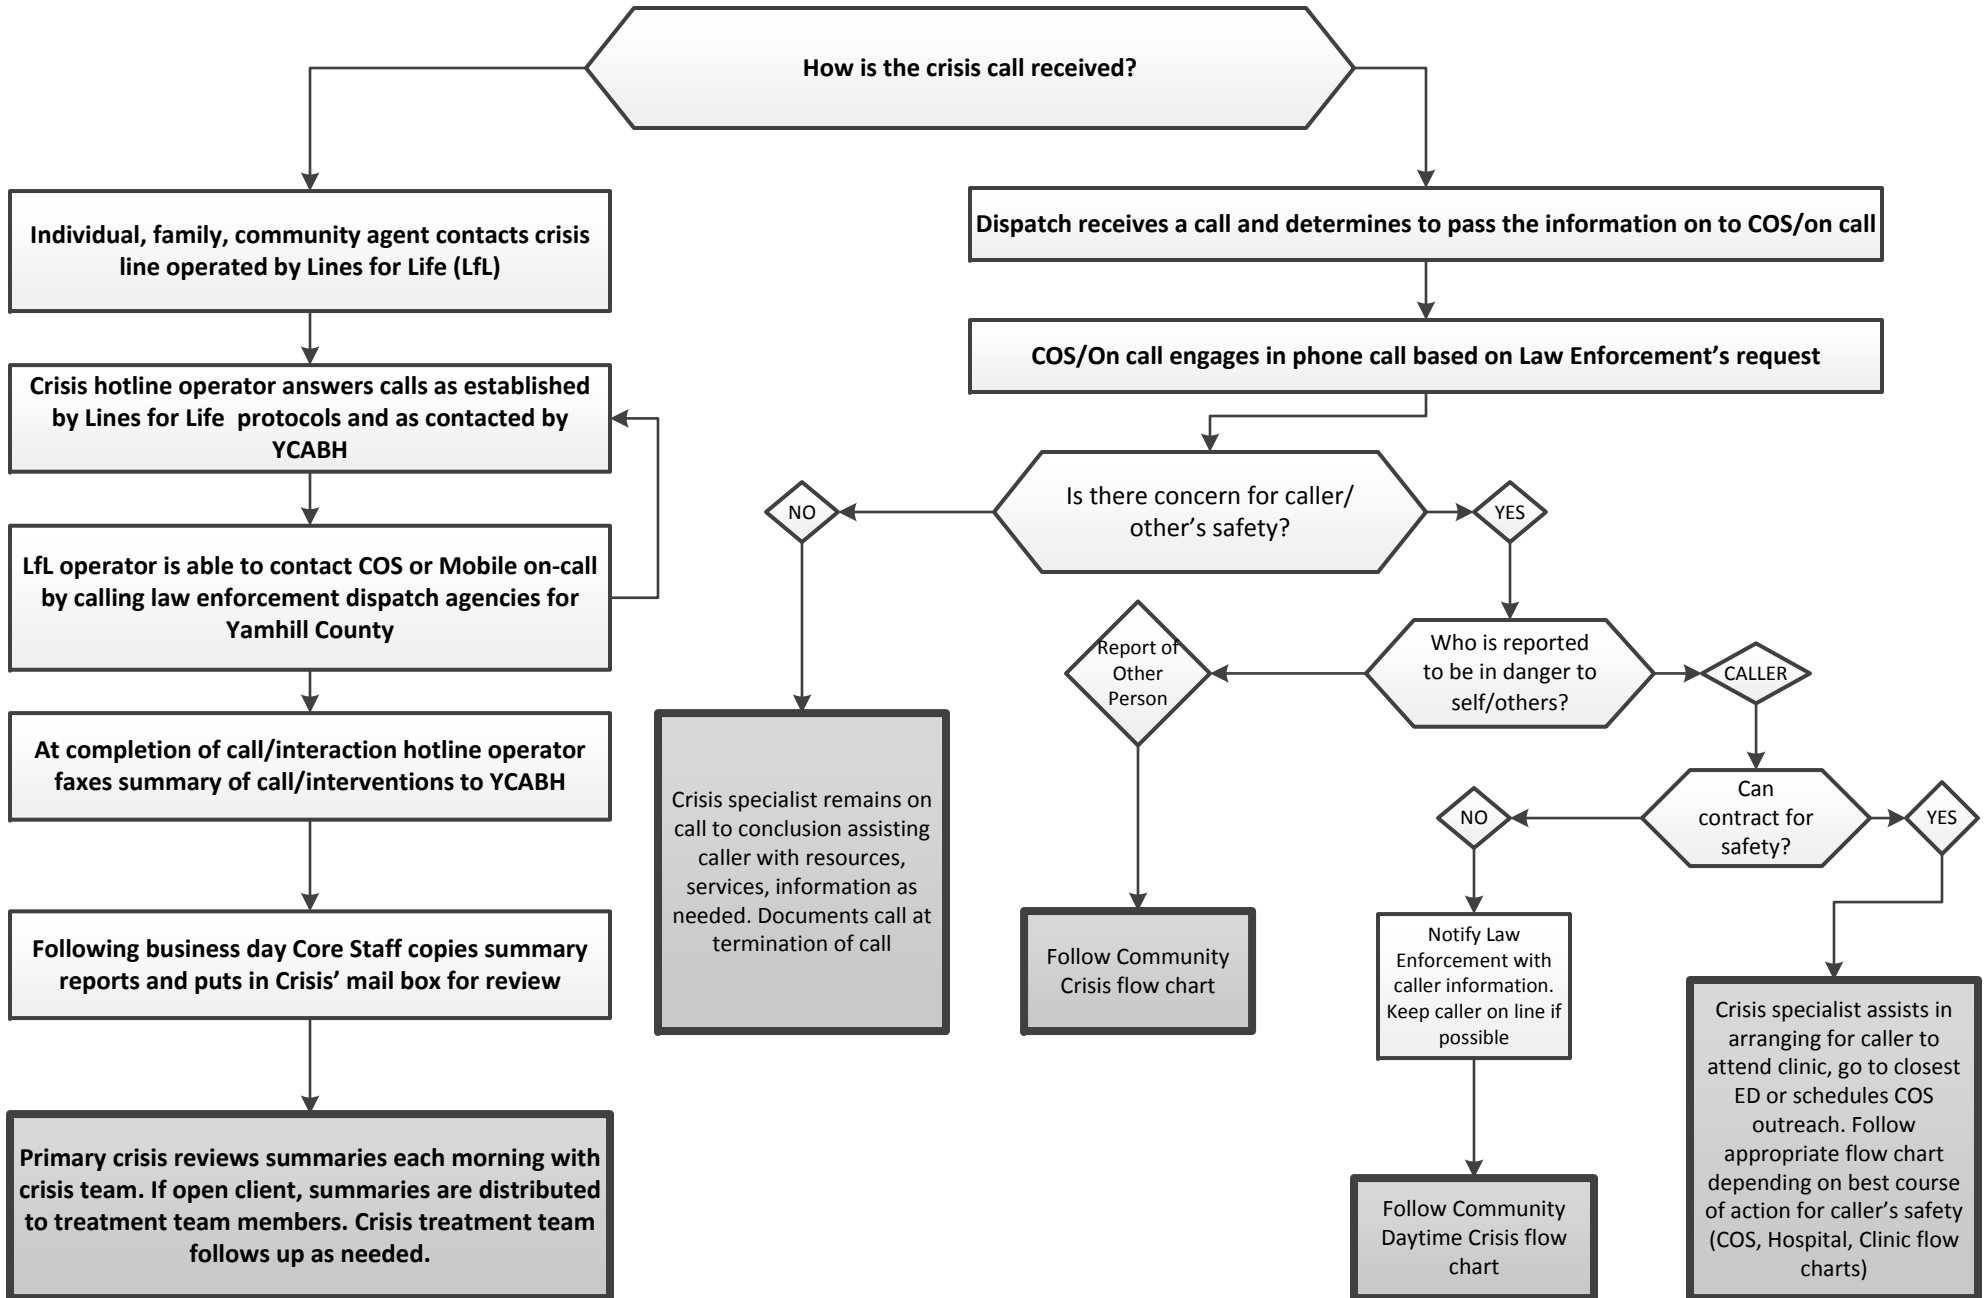 How is the crisis call received?
Individual, family, community agent contacts crisis
line operated by Lines for Life (LfL)
Crisis hotline operator answers calls as established
by Lines for Life protocols and as contacted by
YCABH
LfL operator is able to contact COS or Mobile on-call
by calling law enforcement dispatch agencies for
Yamhill County
At completion of call/interaction hotline operator
faxes summary of call/interventions to YCABH
Following business day Core Staff copies summary
reports and puts in Crisis’ mail box for review
Primary crisis reviews summaries each morning with
crisis team. If open client, summaries are distributed
to treatment team members. Crisis treatment team
follows up as needed.
Dispatch receives a call and determines to pass the information on to COS/on call
COS/On call engages in phone call based on Law Enforcement’s request
Is there concern for caller/
other’s safety?
NO
YES
Crisis specialist remains on
call to conclusion assisting
caller with resources,
services, information as
needed. Documents call at
termination of call
Who is reported
to be in danger to
self/others?
Report of
Other
Person
CALLER
Follow Community
Crisis flow chart
Can
contract for
safety?
NO
YES
Notify Law
Enforcement with
caller information.
Keep caller on line if
possible
Follow Community
Daytime Crisis flow
chart
Crisis specialist assists in
arranging for caller to
attend clinic, go to closest
ED or schedules COS
outreach. Follow
appropriate flow chart
depending on best course
of action for caller’s safety
(COS, Hospital, Clinic flow
charts)